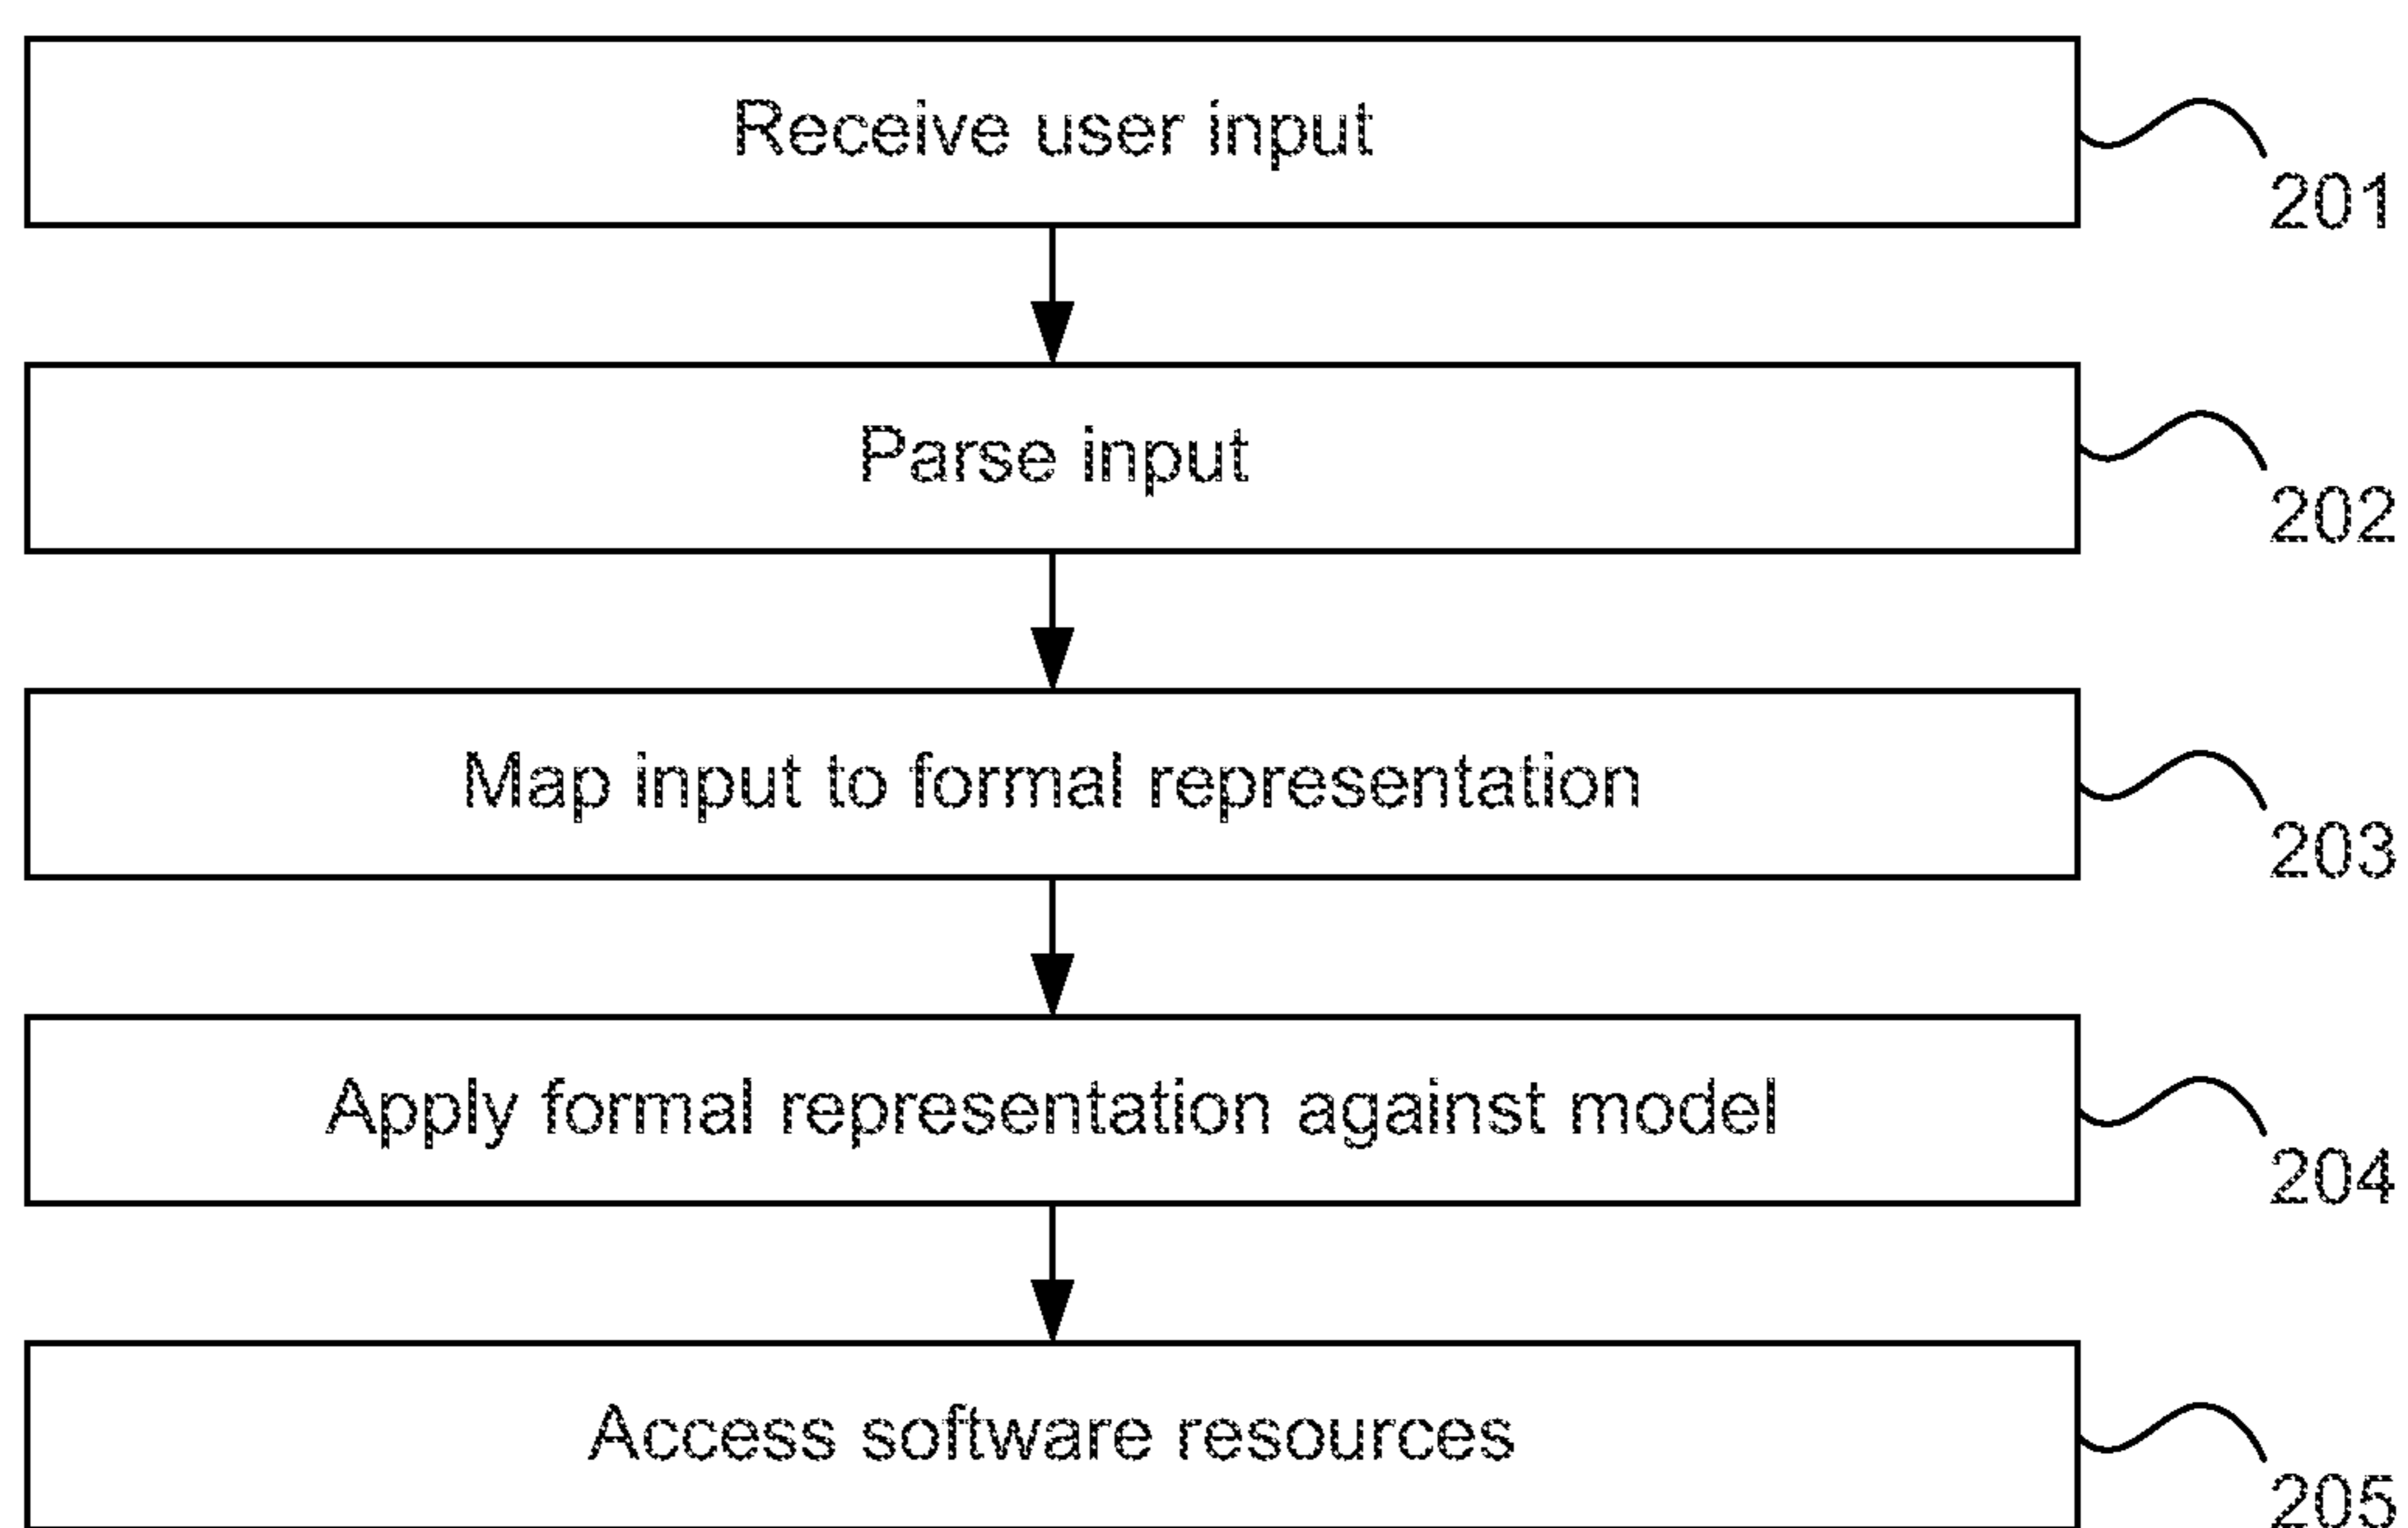 Receive user input
201
Parse input
202
Map input to formal representation
203
Apply formal representation against model
204
Access software resources
205